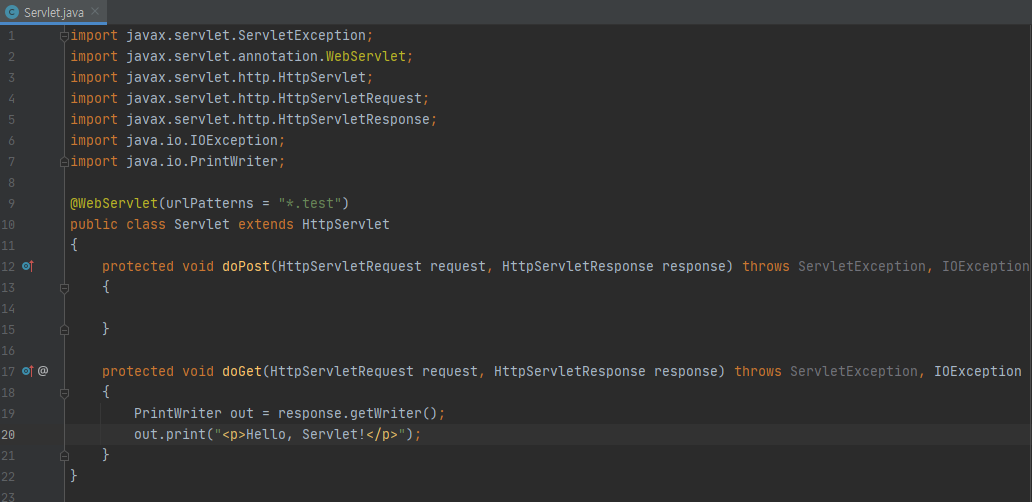 Servlet.java
1 import javax.servlet.ServletException;
2 import javax.servlet.annotation.WebServlet;
3 import javax.servlet.http.HttpServlet;
4 import javax.servlet.http.HttpServletRequest;
5 import javax.servlet.http.HttpServletResponse;
6 import java.io.IOException;
7 import java.io.PrintWriter;
8
9 @WebServlet(urlPatterns = "*.test")
10 public class Servlet extends HttpServlet
11 {
12     protected void doPost(HttpServletRequest request, HttpServletResponse response) throws ServletException, IOException
13     {
14
15     }
16
17 @   protected void doGet(HttpServletRequest request, HttpServletResponse response) throws ServletException, IOException
18     {
19         PrintWriter out = response.getWriter();
20         out.print("<p>Hello, Servlet!</p>");
21     }
22 }
23